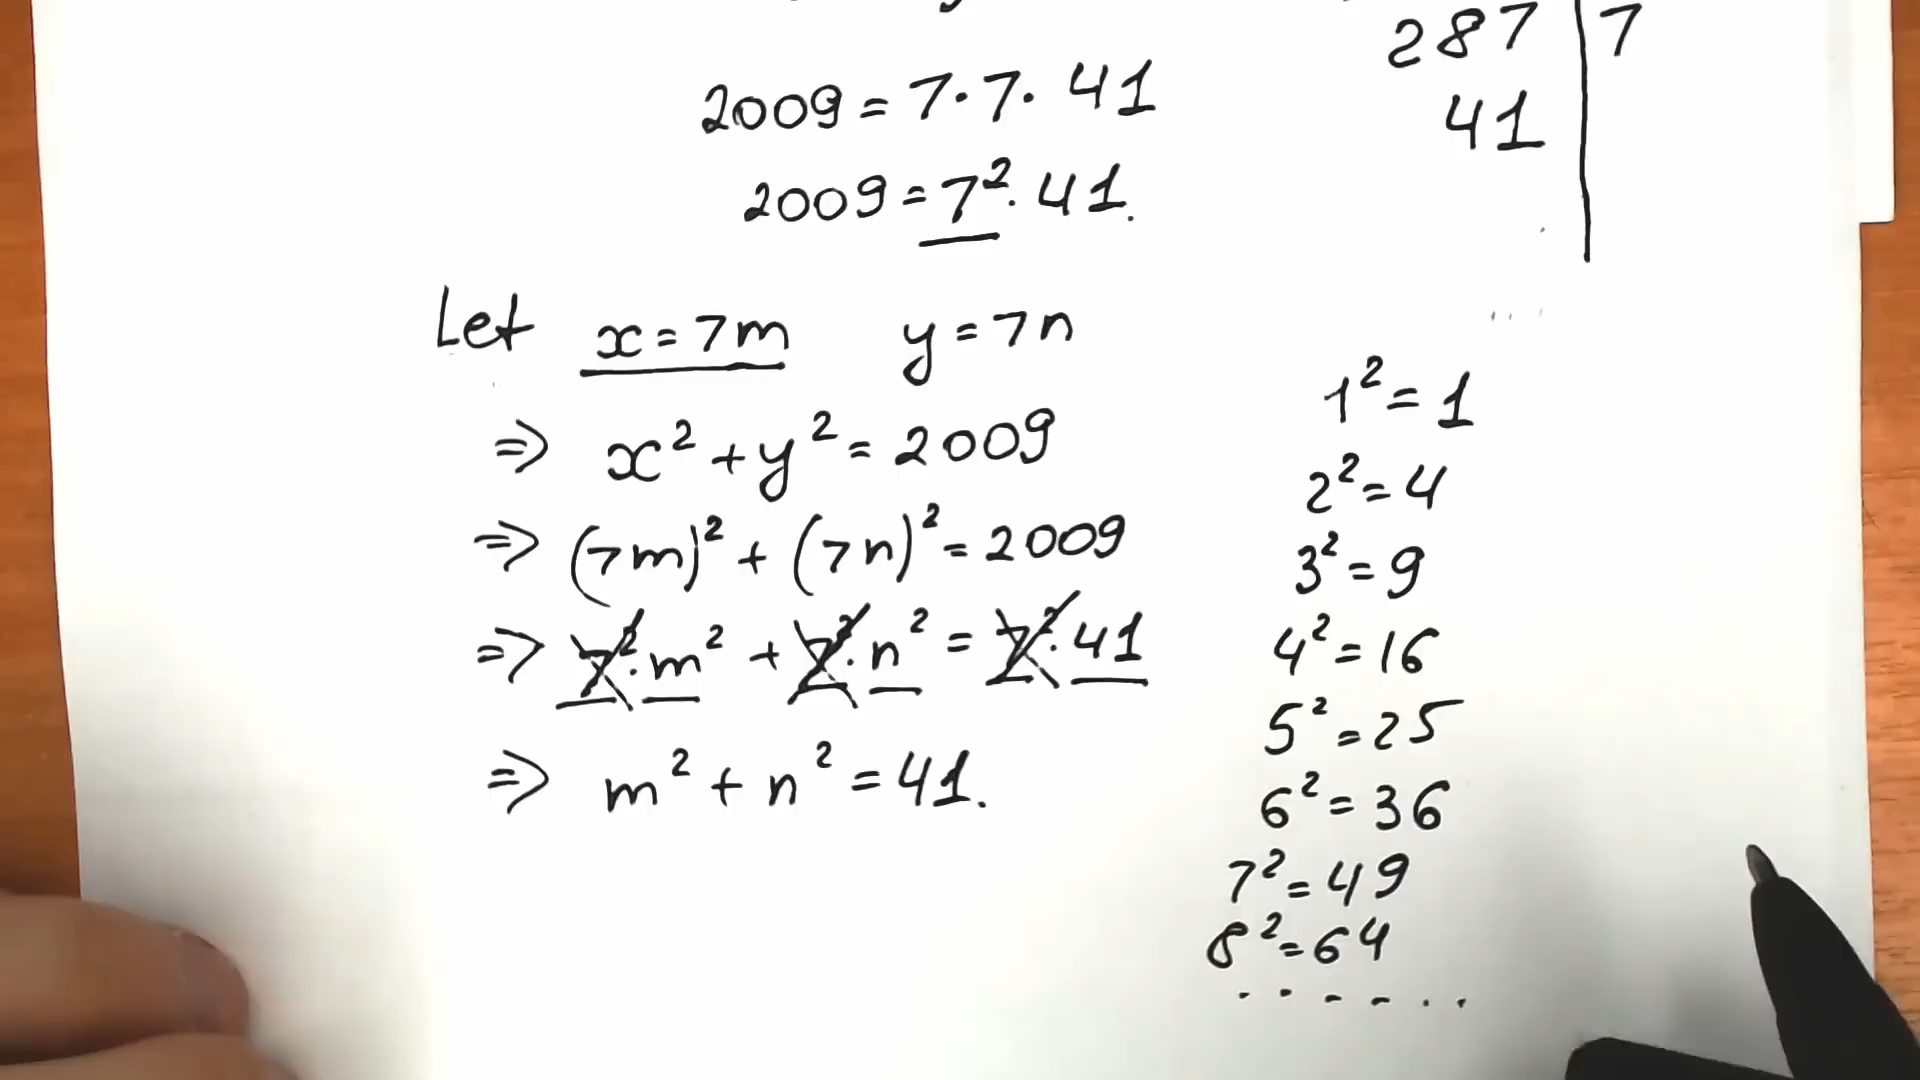 2009 = 7·7·41
2009 = 7²·41.
287 | 7
41
Let x = 7m y = 7n
⇒ x² + y² = 2009
⇒ (7m)² + (7n)² = 2009
⇒ 7²·m² + 7²·n² = 7²·41
⇒ m² + n² = 41.
1² = 1
2² = 4
3² = 9
4² = 16
5² = 25
6² = 36
7² = 49
8² = 64
......